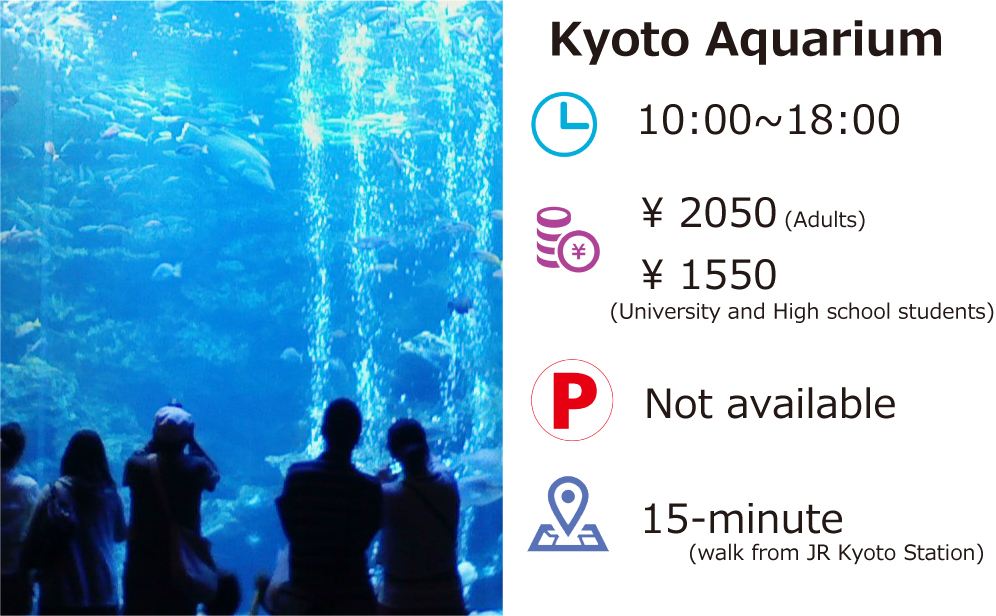 Kyoto Aquarium
10:00~18:00
¥ 2050 (Adults)
¥
¥ 1550
(University and High school students)
P
Not available
15-minute
(walk from JR Kyoto Station)